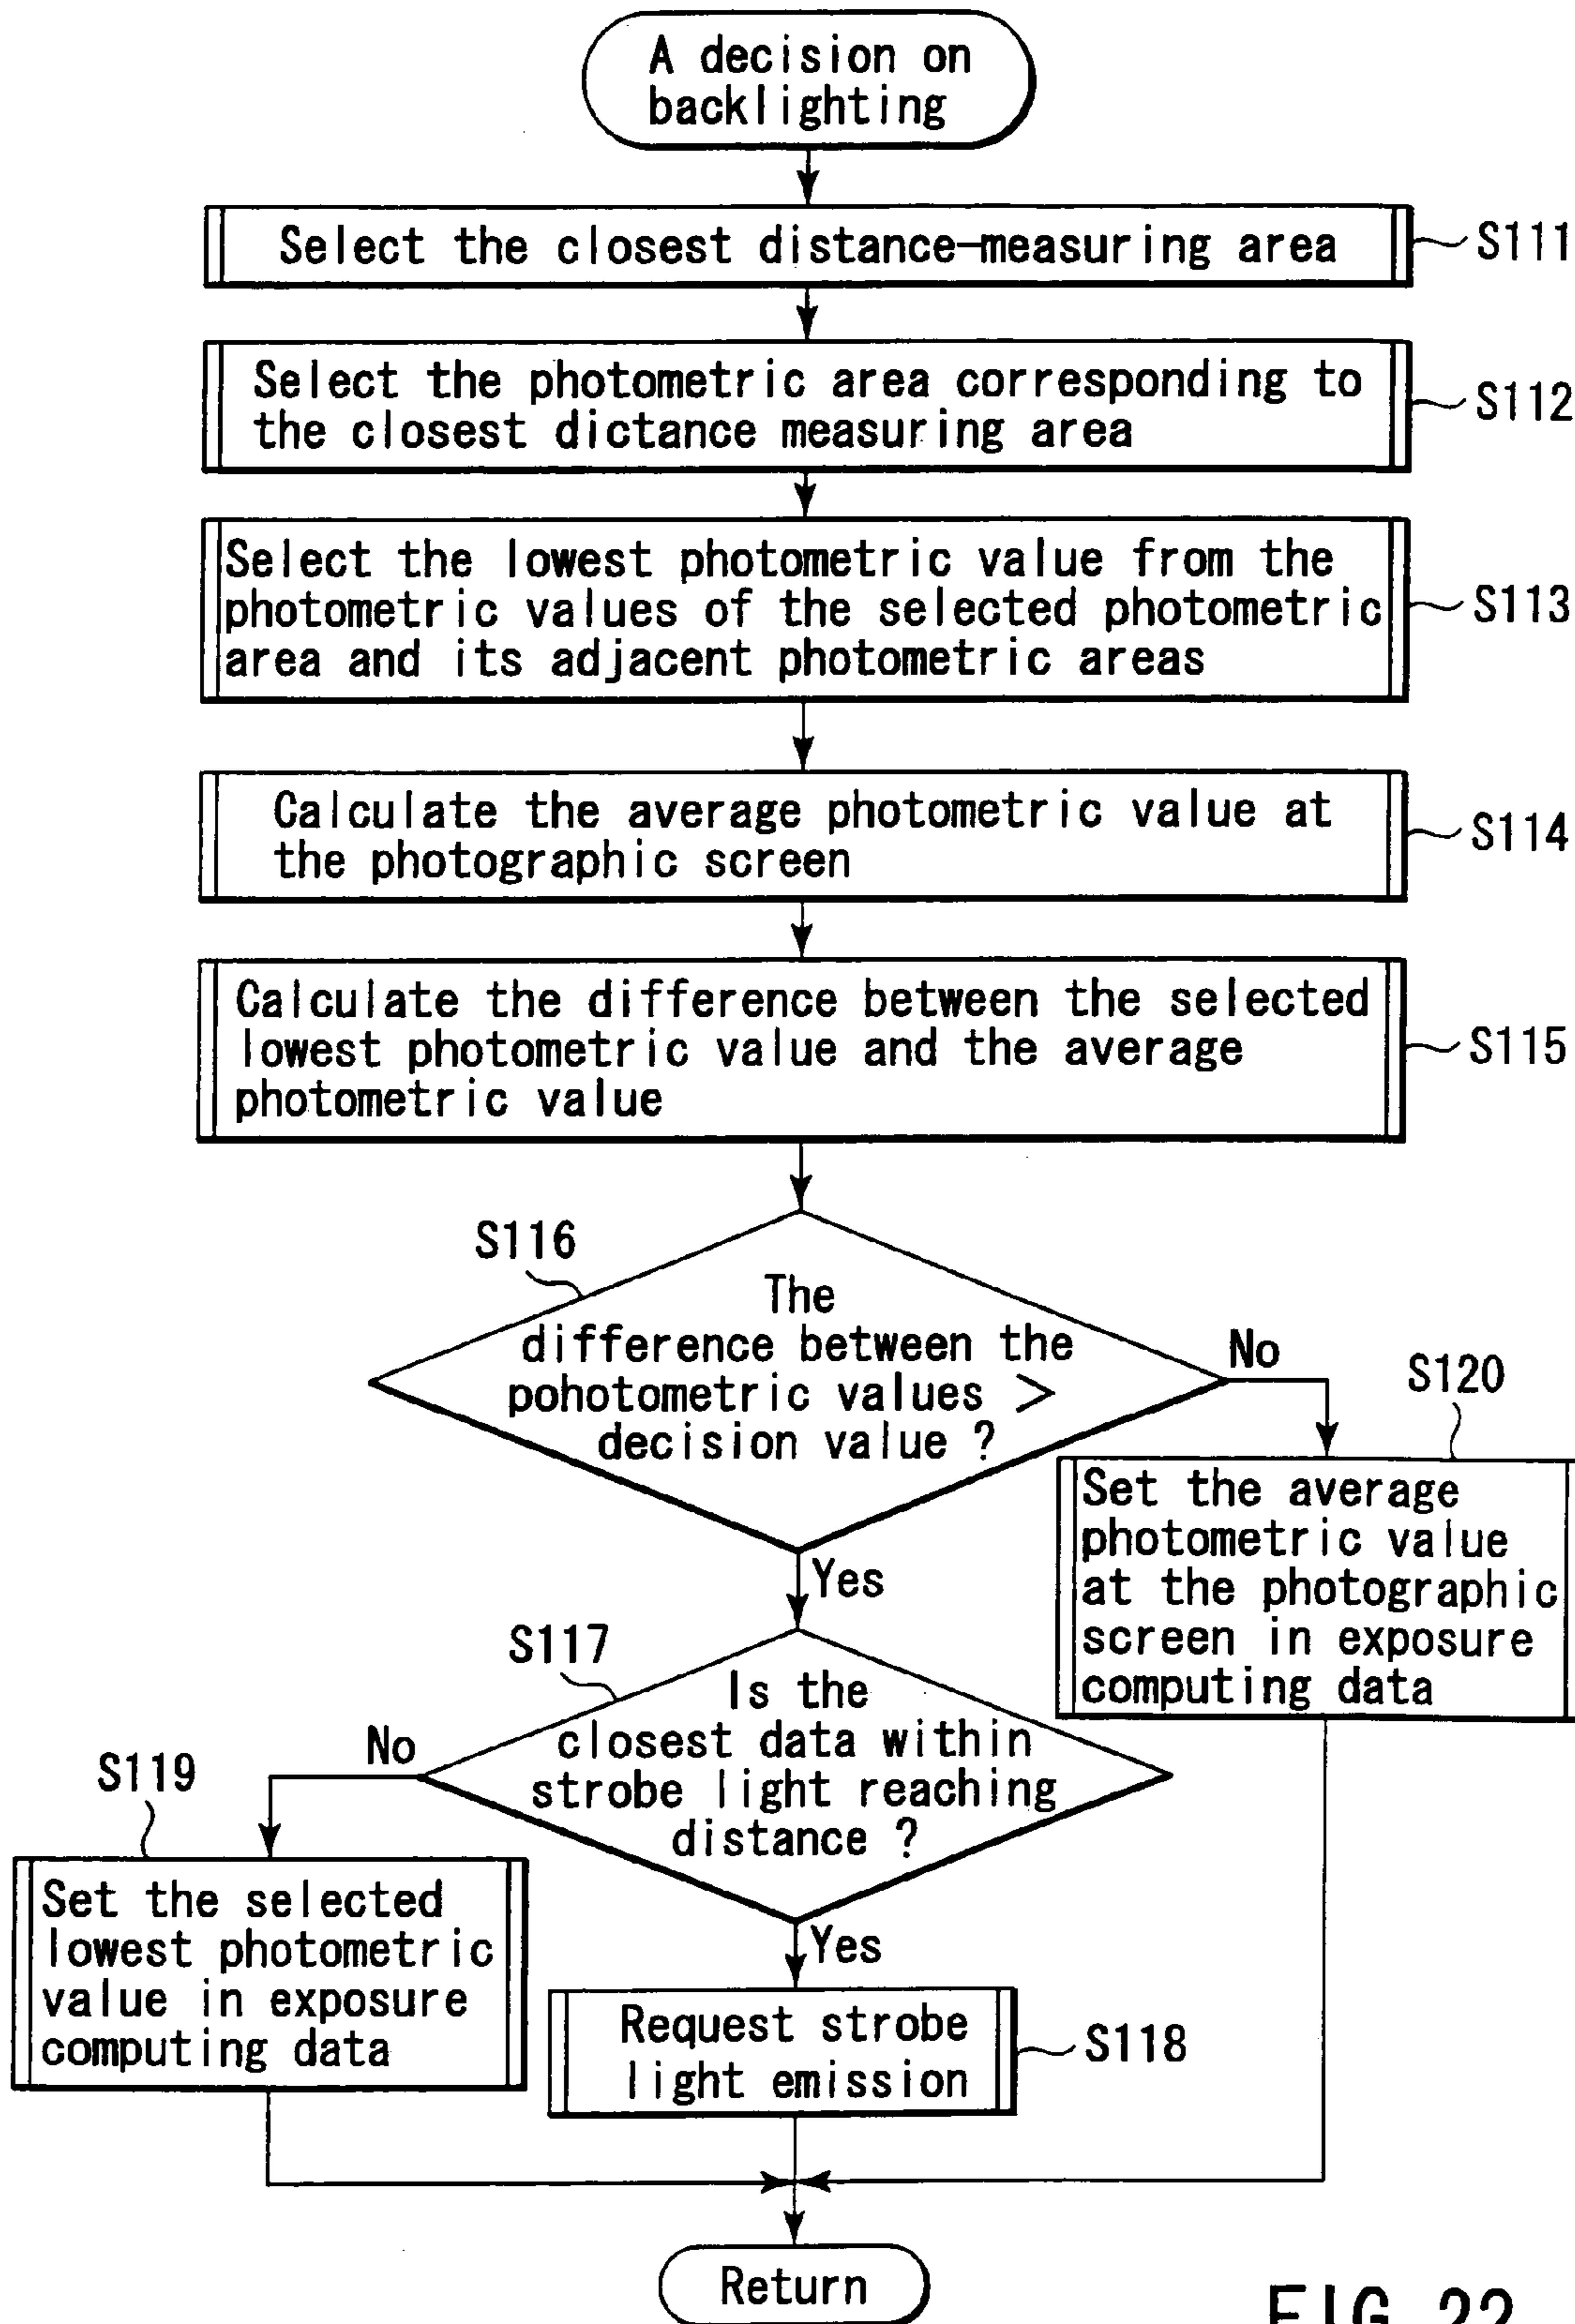 A decision on
backlighting
Select the closest distance-measuring area
S111
Select the photometric area corresponding to
the closest dictance measuring area
S112
Select the lowest photometric value from the
photometric values of the selected photometric
area and its adjacent photometric areas
S113
Calculate the average photometric value at
the photographic screen
S114
Calculate the difference between the selected
lowest photometric value and the average
photometric value
S115
S116
The
difference between the
pohotometric values >
decision value ?
No
S120
Set the average
photometric value
at the photographic
screen in exposure
computing data
Yes
S117
Is the
closest data within
strobe light reaching
distance ?
No
S119
Set the selected
lowest photometric
value in exposure
computing data
Yes
Request strobe
light emission
S118
Return
FIG. 22